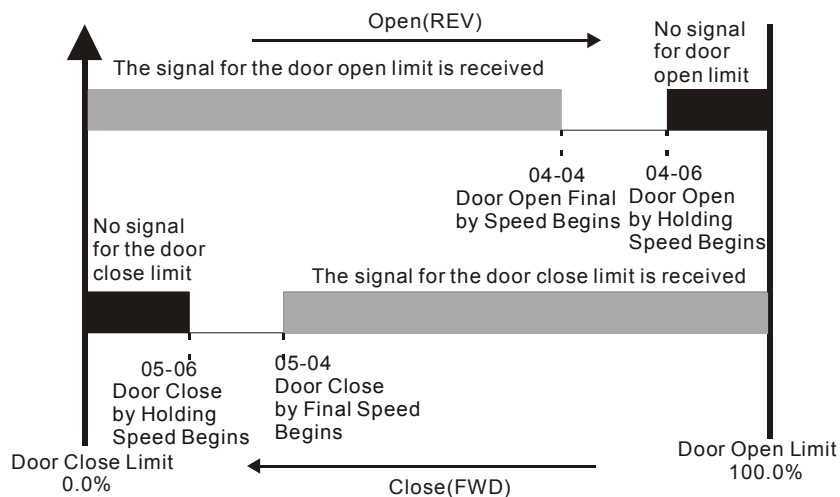 Open(REV)
The signal for the door open limit is received
No signal
for door
open limit
04-04
Door Open Final
by Speed Begins
04-06
Door Open
by Holding
Speed Begins
No signal
for the door
close limit
The signal for the door close limit is received
05-06
Door Close
by Holding
Speed Begins
05-04
Door Close
by Final Speed
Begins
Door Close Limit
0.0%
Close(FWD)
Door Open Limit
100.0%